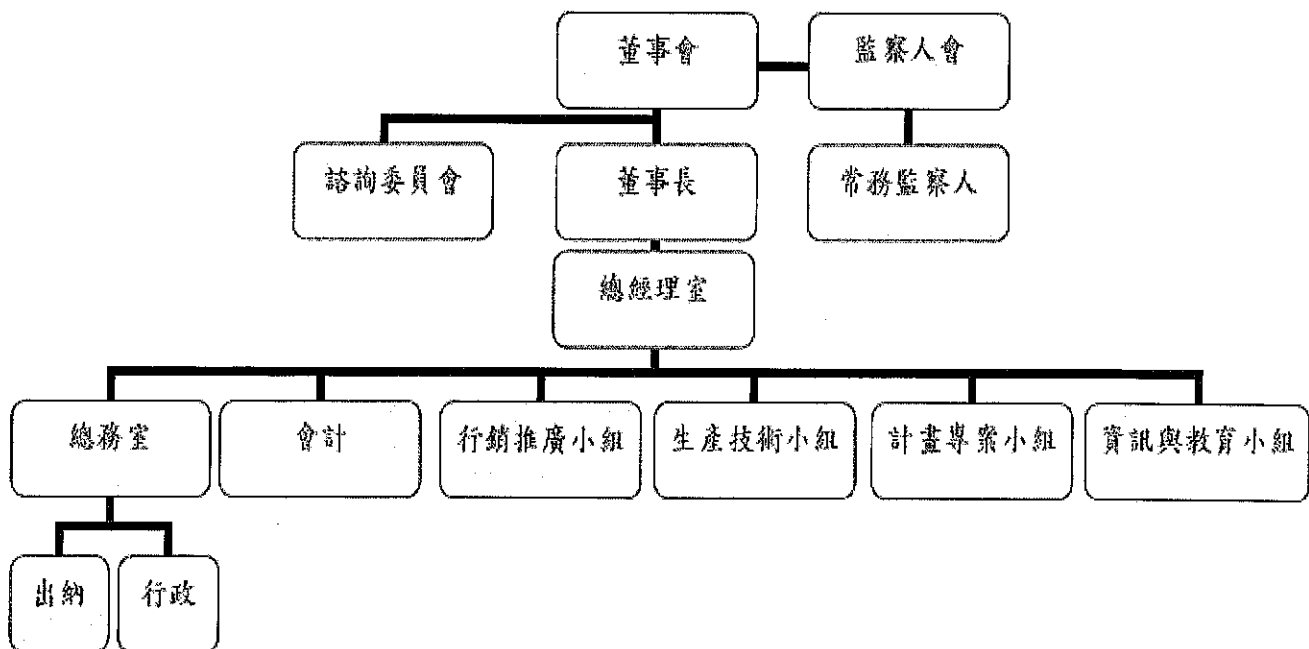 董事會
監察人會
諮詢委員會
董事長
常務監察人
總經理室
總務室
會計
行銷推廣小組
生產技術小組
計畫專案小組
資訊與教育小組
出納
行政